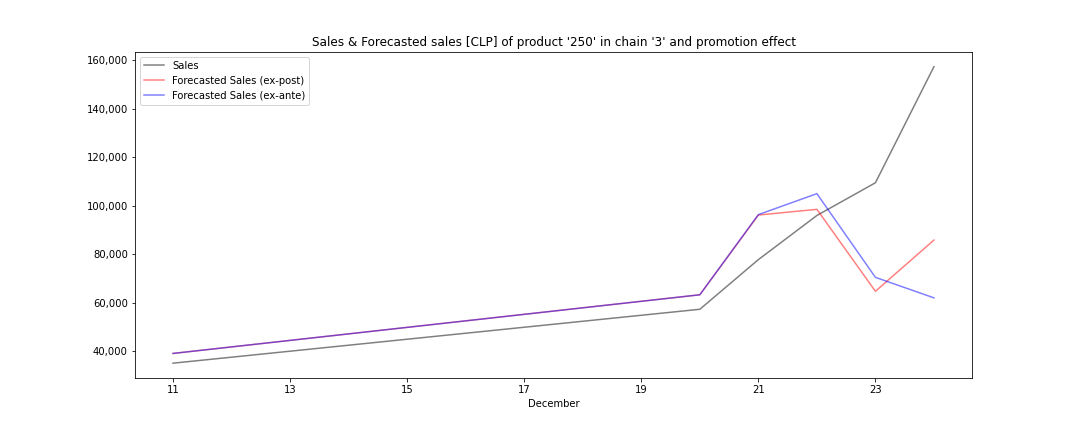 Sales & Forecasted sales [CLP] of product '250' in chain '3' and promotion effect
Sales
Forecasted Sales (ex-post)
Forecasted Sales (ex-ante)
160,000
140,000
120,000
100,000
80,000
60,000
40,000
11 13 15 17 19 21 23
December